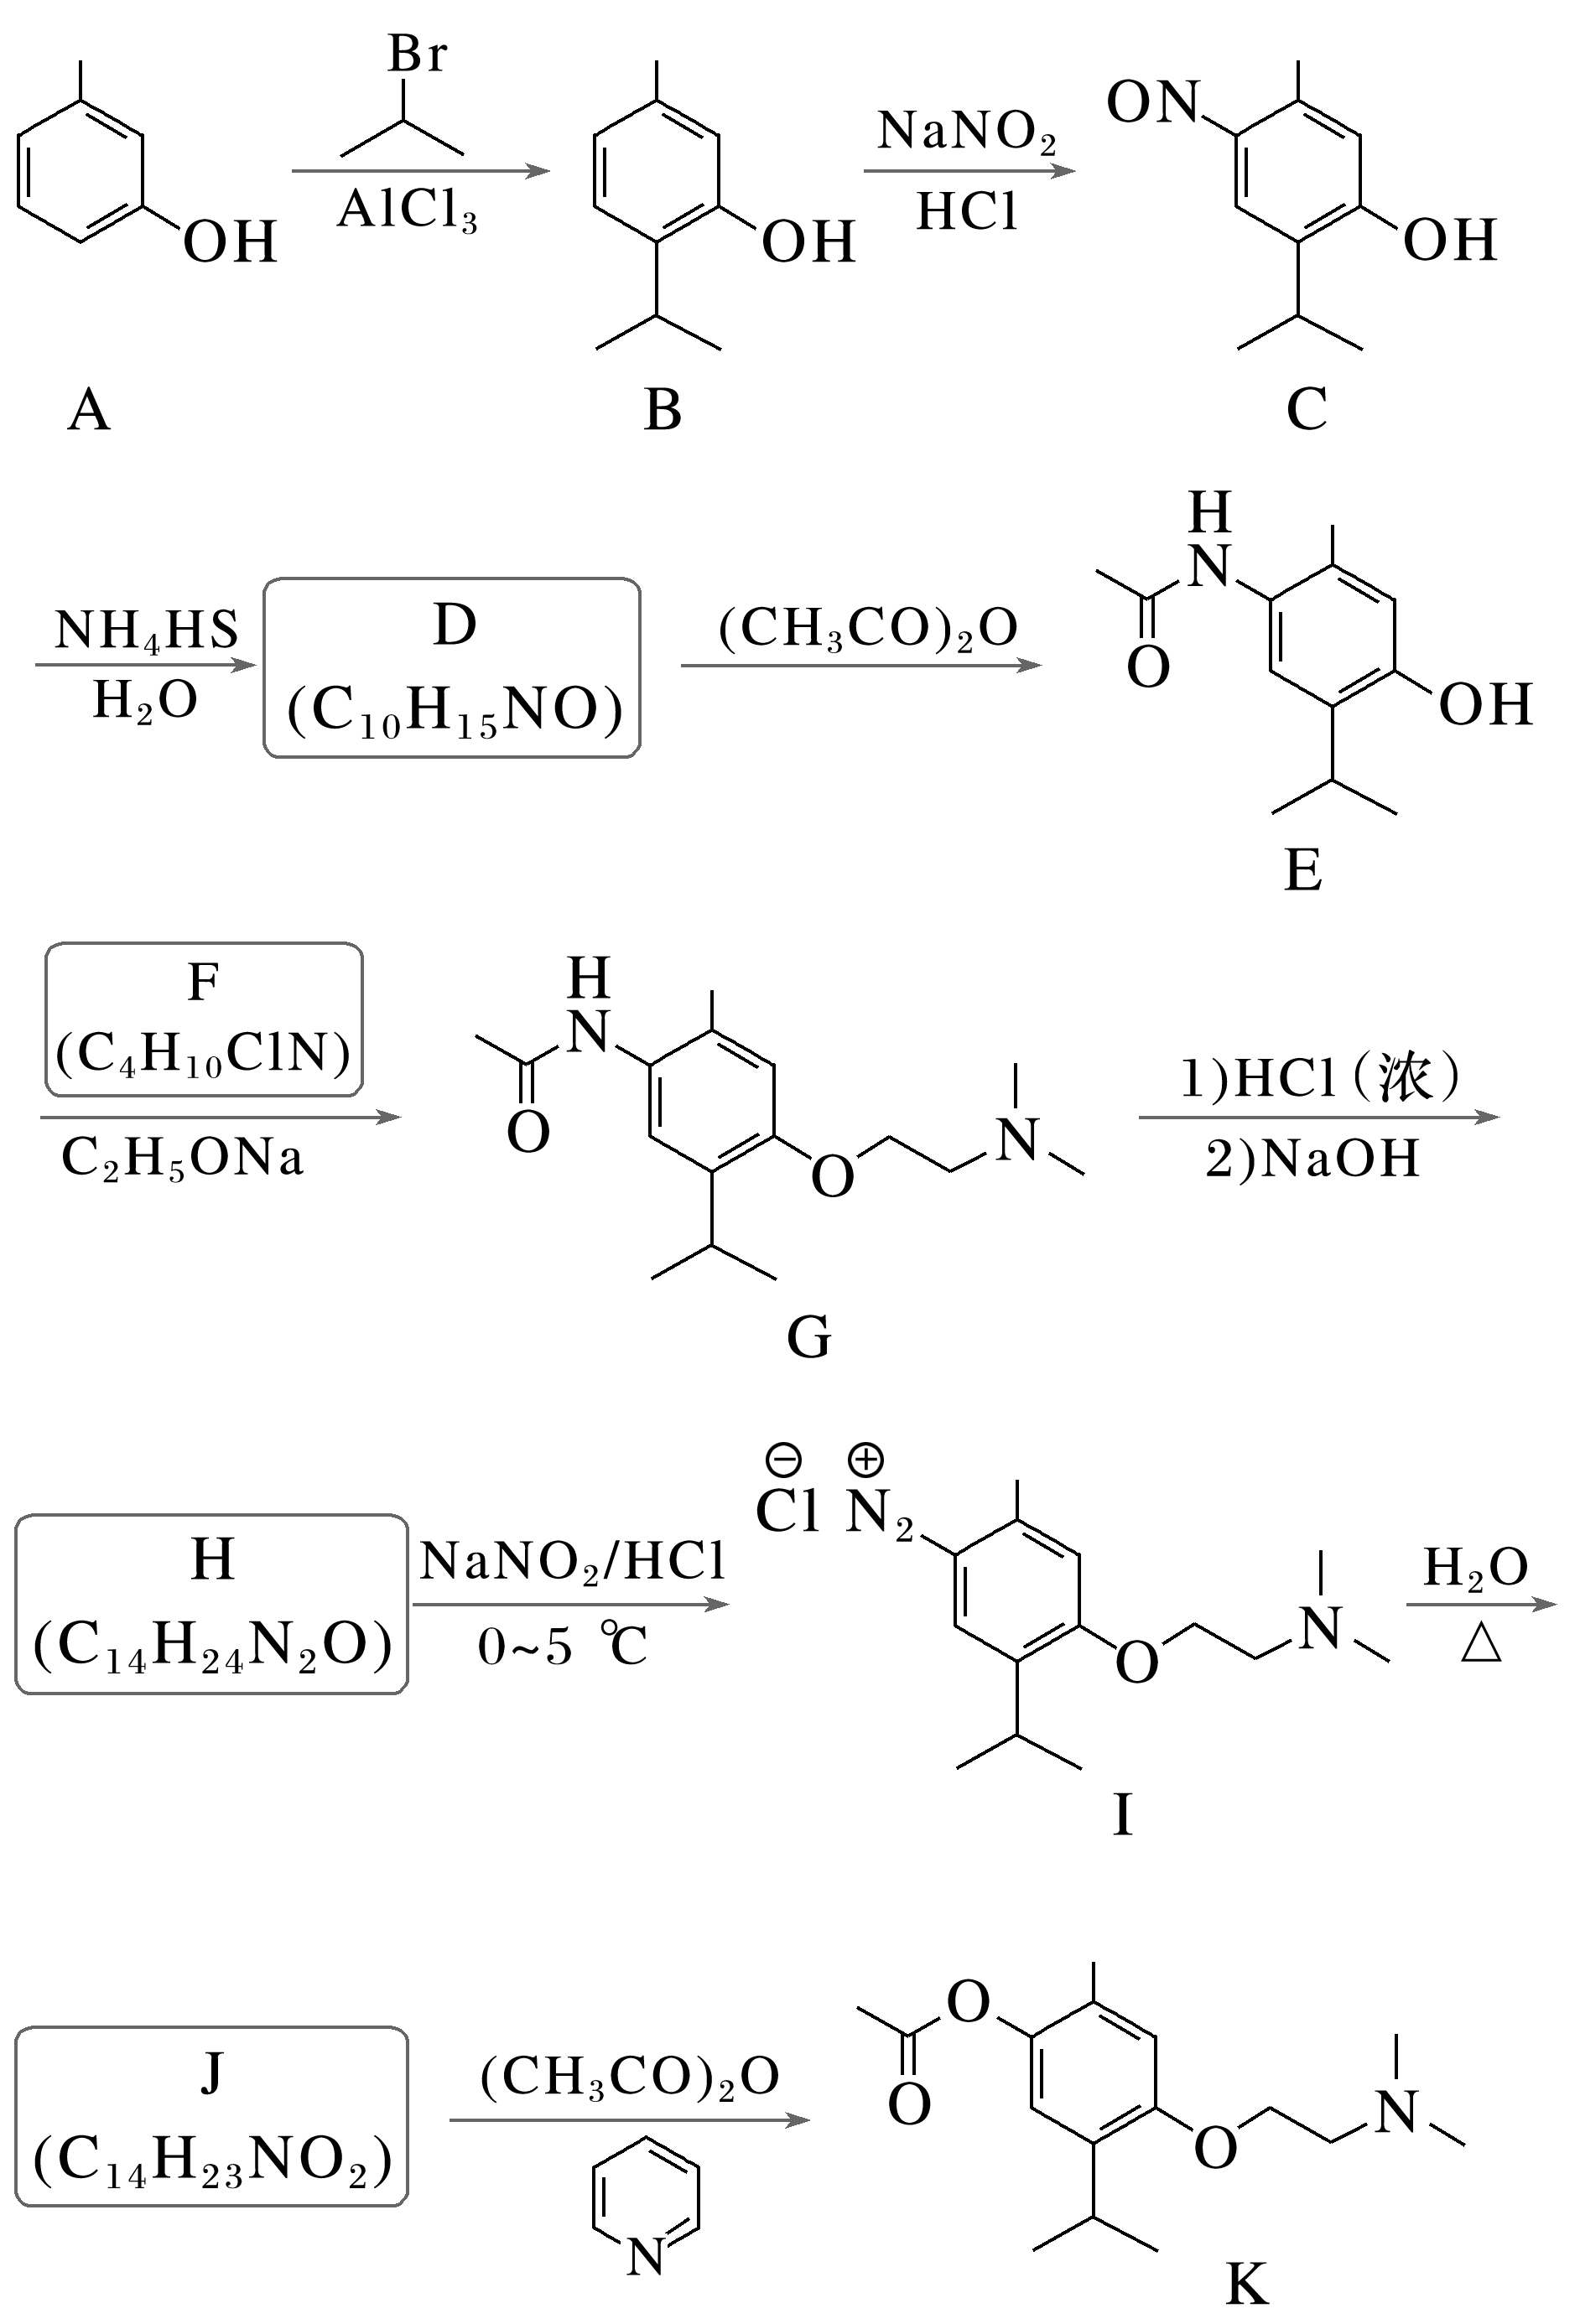 Br
AlCl₃
OH
A
OH
B
NaNO₂
HCl
ON
OH
C
NH₄HS
H₂O
D
(C₁₀H₁₅NO)
(CH₃CO)₂O
H
N
O
OH
E
F
(C₄H₁₀ClN)
C₂H₅ONa
H
N
O
O
N
G
1)HCl(浓)
2)NaOH
H
(C₁₄H₂₄N₂O)
NaNO₂/HCl
0~5 ℃
⊖ ⊕
Cl N₂
O
N
I
H₂O
△
J
(C₁₄H₂₃NO₂)
(CH₃CO)₂O
N
O
O
O
N
K